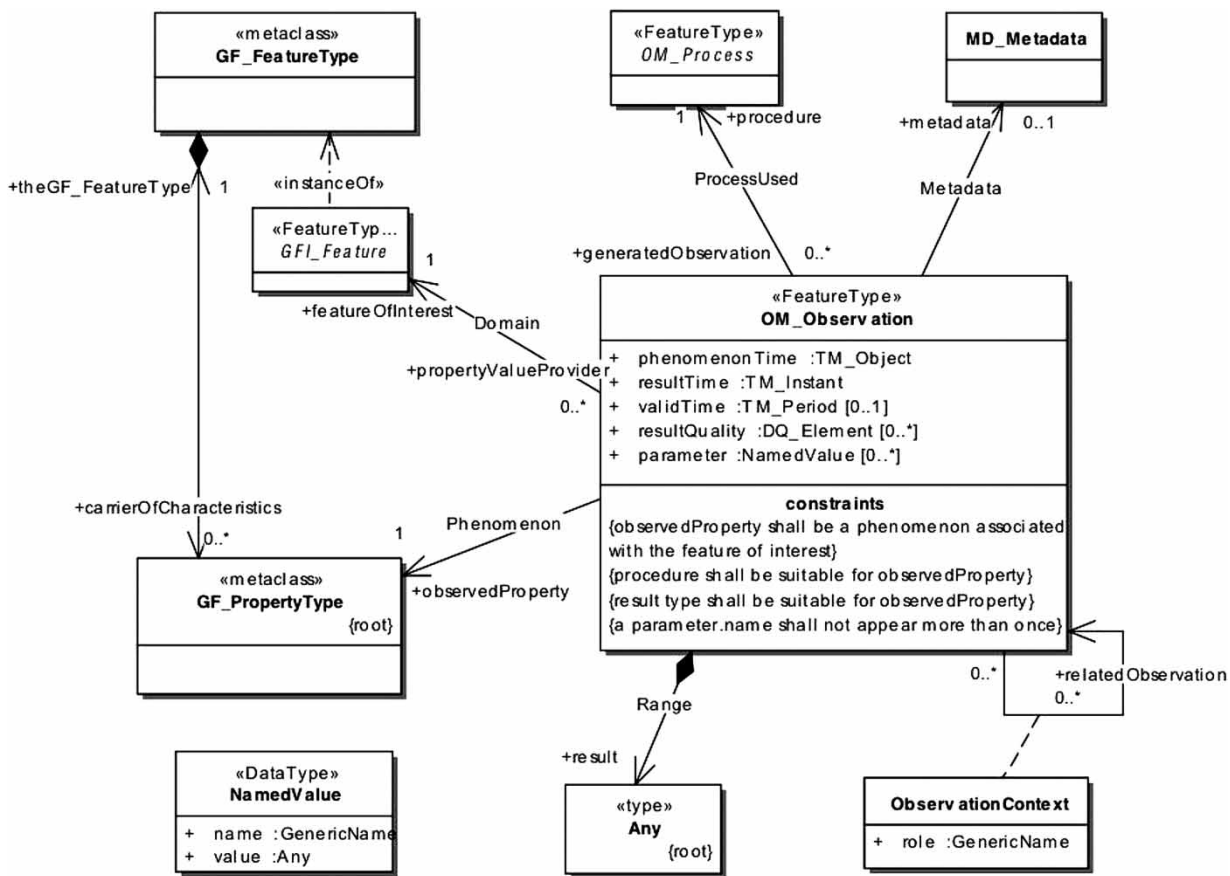 «metaclass»
GF_FeatureType
«FeatureType»
OM_Process
MD_Metadata
1
+procedure
+metadata
0..1
+theGF_FeatureType
1
«instanceOf»
ProcessUsed
Metadata
«FeatureTyp...
GFI_Feature
1
+generatedObservation
0..*
+featureOfInterest
Domain
+propertyValueProvider
0..*
«FeatureType»
OM_Observation
+ phenomenonTime :TM_Object
+ resultTime :TM_Instant
+ validTime :TM_Period [0..1]
+ resultQuality :DQ_Element [0..*]
+ parameter :NamedValue [0..*]
constraints
{observedProperty shall be a phenomenon associated
with the feature of interest}
{procedure shall be suitable for observedProperty}
{result type shall be suitable for observedProperty}
{a parameter.name shall not appear more than once}
+carrierOfCharacteristics
0..*
Phenomenon
1
+observedProperty
«metaclass»
GF_PropertyType
{root}
0..*
+relatedObservation
0..*
Range
+result
«DataType»
NamedValue
+ name :GenericName
+ value :Any
«type»
Any
{root}
ObservationContext
+ role :GenericName